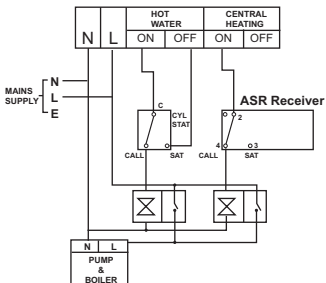 HOT WATER
CENTRAL HEATING
N L ON OFF ON OFF
MAINS SUPPLY
N
L
E
C
CYL STAT
CALL SAT
ASR Receiver
1 2
4 3
CALL SAT
N L
PUMP & BOILER